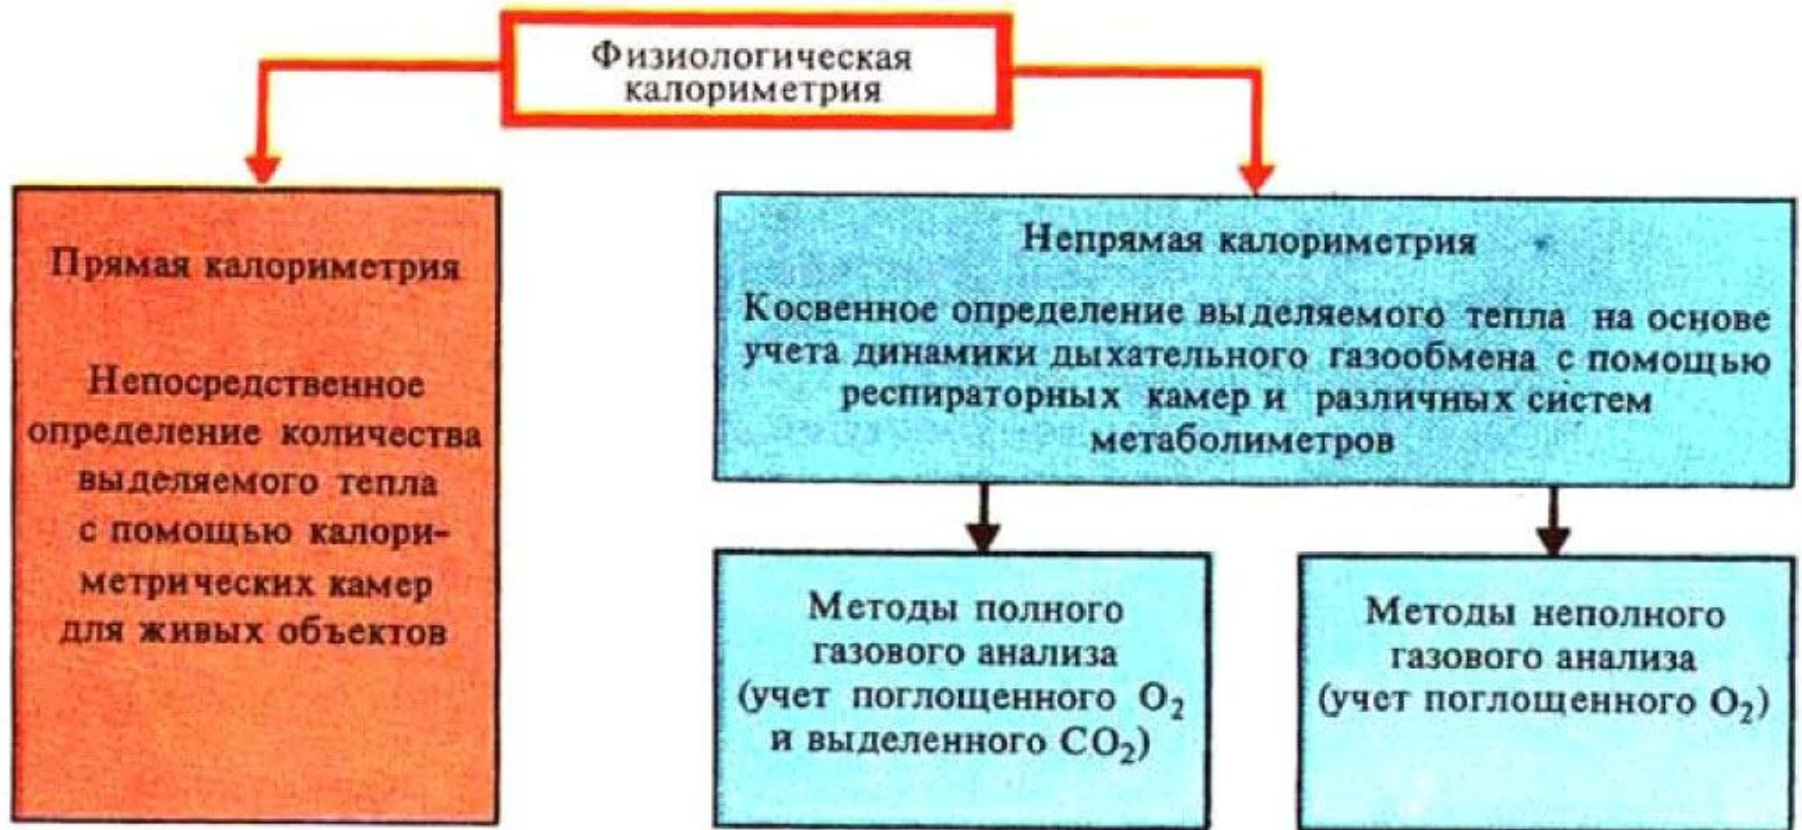 Физиологическая
калориметрия
Прямая калориметрия
Непосредственное
определение количества
выделяемого тепла
с помощью калори-
метрических камер
для живых объектов
Непрямая калориметрия
Косвенное определение выделяемого тепла на основе
учета динамики дыхательного газообмена с помощью
респираторных камер и различных систем
метаболиметров
Методы полного
газового анализа
(учет поглощенного O₂
и выделенного CO₂)
Методы неполного
газового анализа
(учет поглощенного O₂)